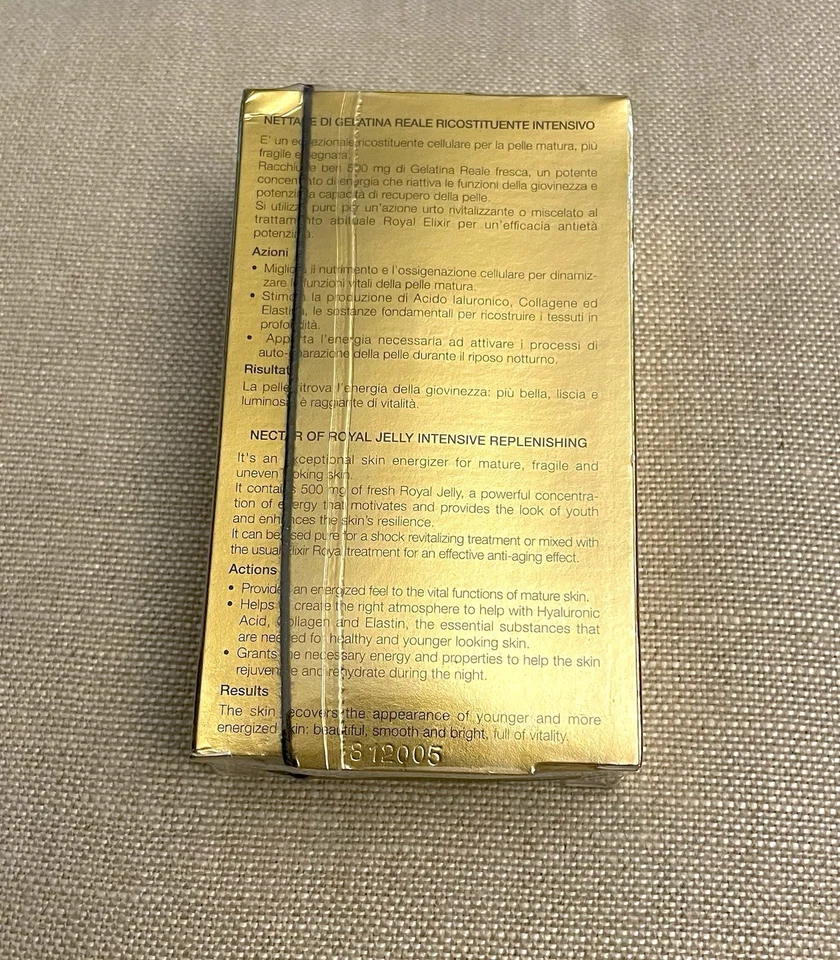 NETTARE DI GELATINA REALE RICOSTITUENTE INTENSIVO
E' un eccezionale ricostituente cellulare per la pelle matura, più
fragile e segnata.
Racchiude ben 500 mg di Gelatina Reale fresca, un potente
concentrato di energia che riattiva le funzioni della giovinezza e
potenzia la capacità di recupero della pelle.
Si utilizza puro per un'azione urto rivitalizzante o miscelato al
trattamento abituale Royal Elixir per un'efficacia antietà
potenziata.
Azioni
• Migliora il nutrimento e l'ossigenazione cellulare per dinamiz-
zare le funzioni vitali della pelle matura.
• Stimola la produzione di Acido Ialuronico, Collagene ed
Elastina, le sostanze fondamentali per ricostruire i tessuti in
profondità.
• Apporta l'energia necessaria ad attivare i processi di
auto-riparazione della pelle durante il riposo notturno.
Risultati
La pelle ritrova l'energia della giovinezza: più bella, liscia e
luminosa, è raggiante di vitalità.
NECTAR OF ROYAL JELLY INTENSIVE REPLENISHING
It's an exceptional skin energizer for mature, fragile and
uneven looking skin.
It contains 500 mg of fresh Royal Jelly, a powerful concentra-
tion of energy that motivates and provides the look of youth
and enhances the skin's resilience.
It can be used pure for a shock revitalizing treatment or mixed with
the usual Elixir Royal treatment for an effective anti-aging effect.
Actions
• Provides an energized feel to the vital functions of mature skin.
• Helps to create the right atmosphere to help with Hyaluronic
Acid, Collagen and Elastin, the essential substances that
are needed for healthy and younger looking skin.
• Grants the necessary energy and properties to help the skin
rejuvenate and rehydrate during the night.
Results
The skin recovers the appearance of younger and more
energized skin: beautiful, smooth and bright, full of vitality.
812005